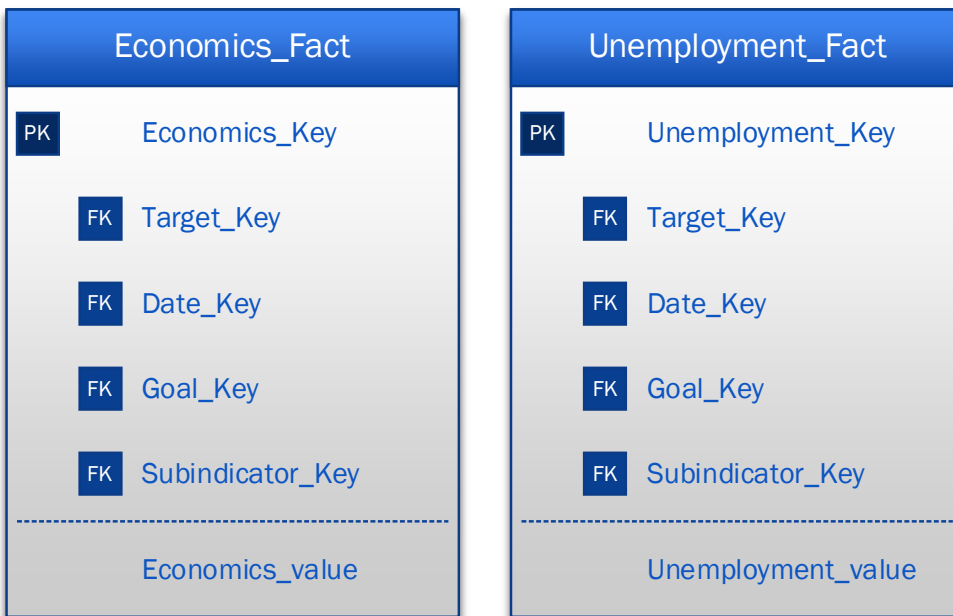 Economics_Fact
PK Economics_Key
FK Target_Key
FK Date_Key
FK Goal_Key
FK Subindicator_Key
Economics_value
Unemployment_Fact
PK Unemployment_Key
FK Target_Key
FK Date_Key
FK Goal_Key
FK Subindicator_Key
Unemployment_value